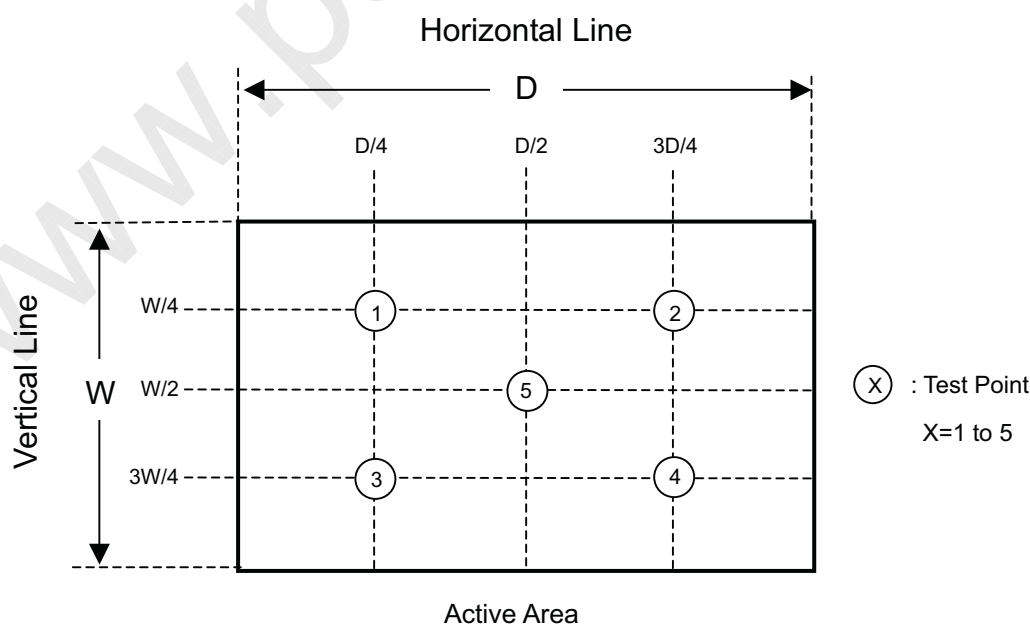 Horizontal Line
D
D/4 D/2 3D/4
Vertical Line
W
W/4
W/2
3W/4
1 2
5
3 4
X : Test Point
X=1 to 5
Active Area
www.p